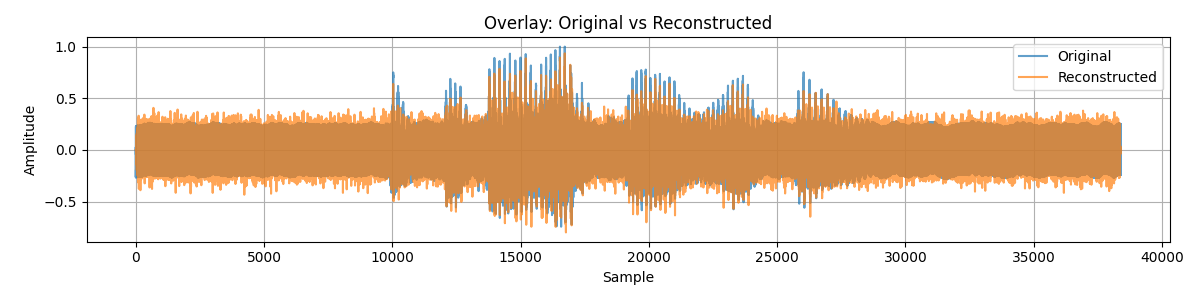 Overlay: Original vs Reconstructed
1.0
0.5
0.0
−0.5
Amplitude
Original
Reconstructed
0 5000 10000 15000 20000 25000 30000 35000 40000
Sample